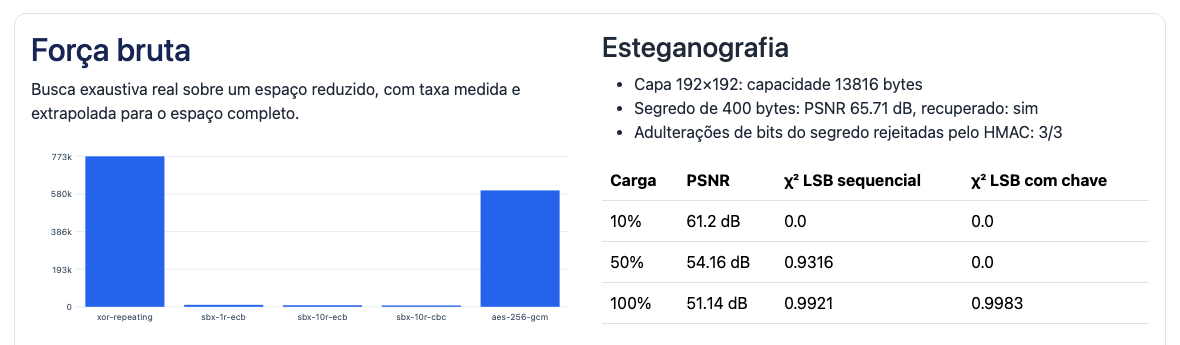 Força bruta
Busca exaustiva real sobre um espaço reduzido, com taxa medida e
extrapolada para o espaço completo.
773k
580k
386k
193k
0
xor-repeating
sbx-1r-ecb
sbx-10r-ecb
sbx-10r-cbc
aes-256-gcm
Esteganografia
• Capa 192×192: capacidade 13816 bytes
• Segredo de 400 bytes: PSNR 65.71 dB, recuperado: sim
• Adulterações de bits do segredo rejeitadas pelo HMAC: 3/3
Carga PSNR χ² LSB sequencial χ² LSB com chave
10% 61.2 dB 0.0 0.0
50% 54.16 dB 0.9316 0.0
100% 51.14 dB 0.9921 0.9983